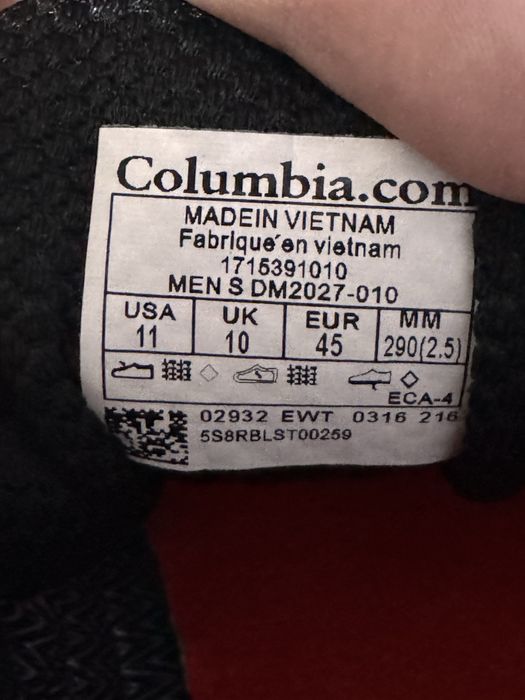 Columbia.com
MADEIN VIETNAM
Fabrique´en vietnam
1715391010
MEN S DM2027-010
USA UK EUR MM
11 10 45 290(2.5)
ECA-4
02932 EWT 0316 216
5S8RBLST00259